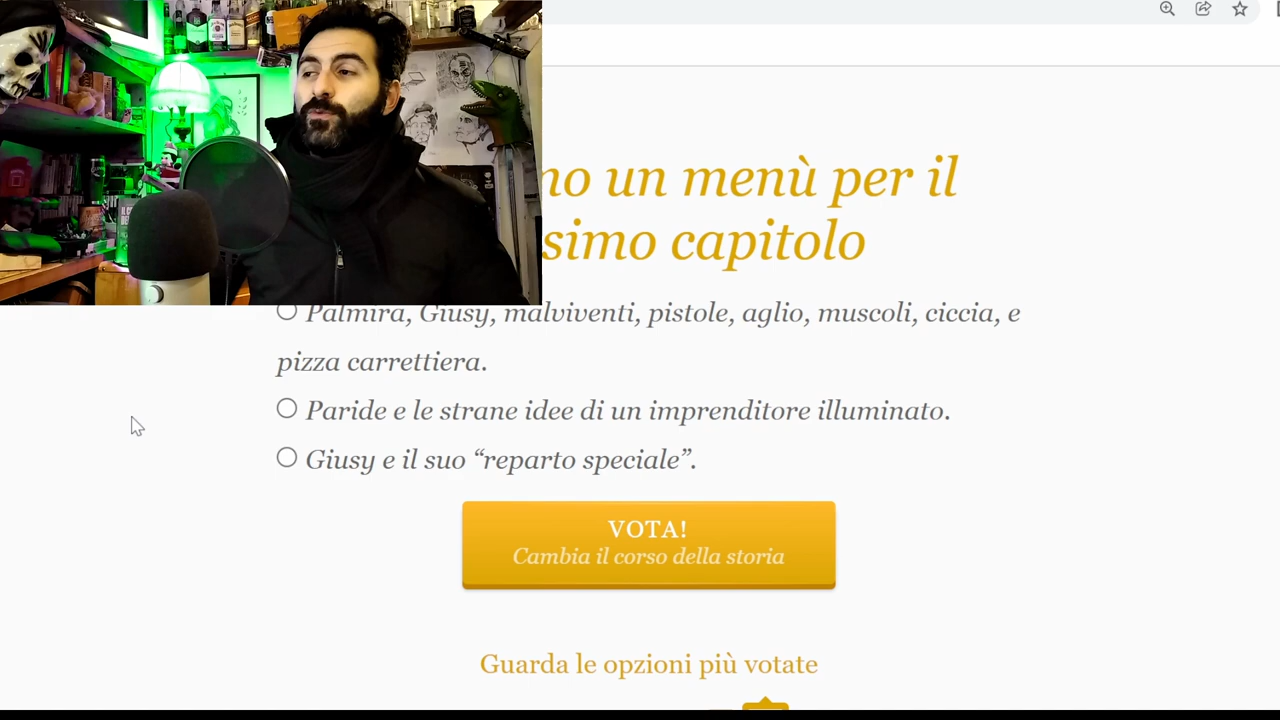 no un menù per il
simo capitolo
Palmira, Giusy, malviventi, pistole, aglio, muscoli, ciccia, e
pizza carrettiera.
Paride e le strane idee di un imprenditore illuminato.
Giusy e il suo “reparto speciale”.
VOTA!
Cambia il corso della storia
Guarda le opzioni più votate